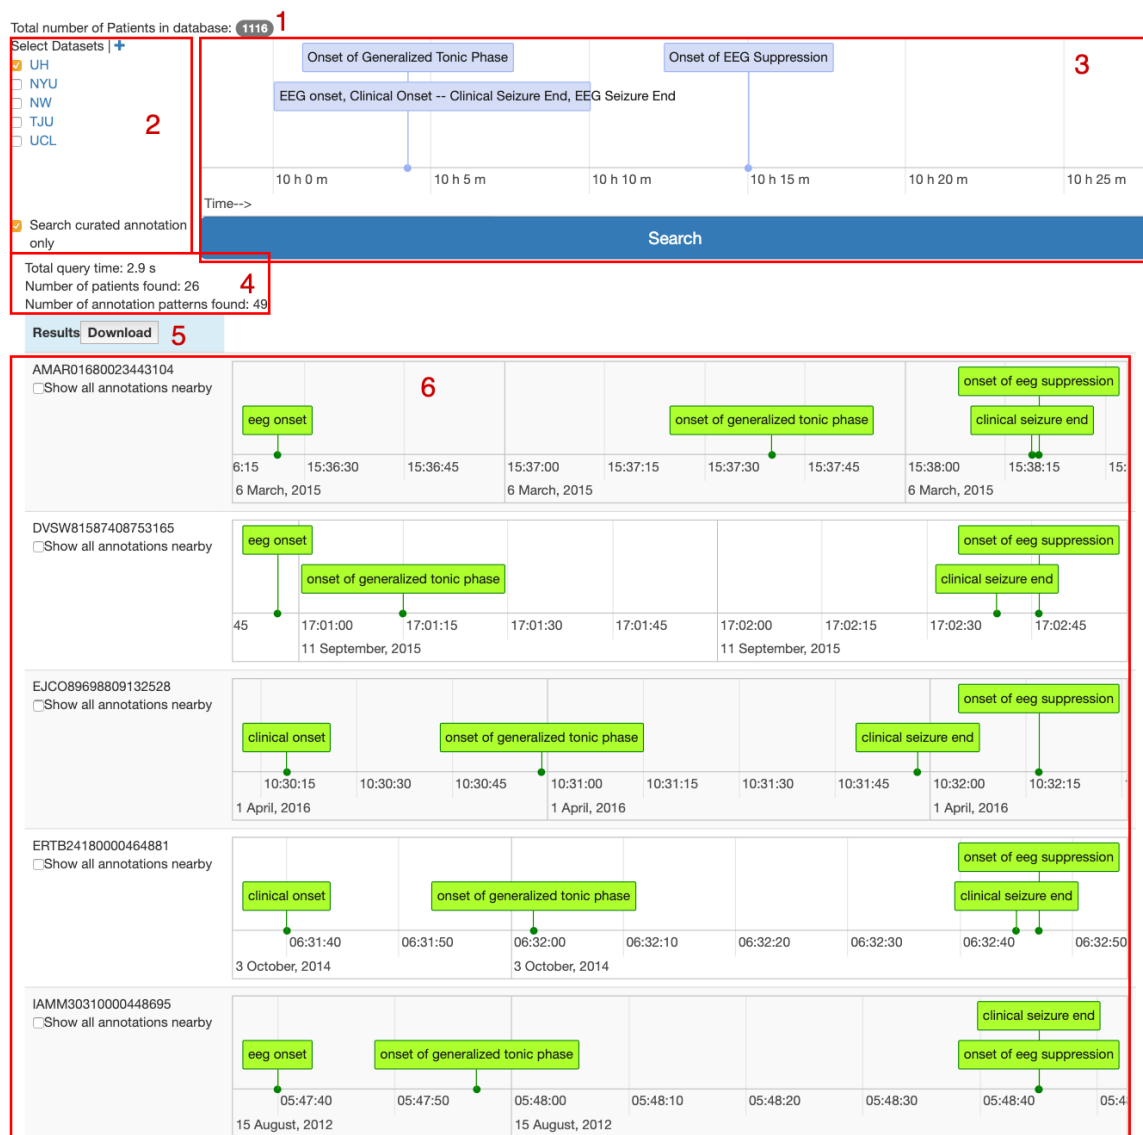 Total number of Patients in database: 1116 1
Select Datasets | +
UH
NYU
NW
TJU
UCL
2
Search curated annotation
only
Onset of Generalized Tonic Phase Onset of EEG Suppression 3
EEG onset, Clinical Onset -- Clinical Seizure End, EEG Seizure End
10 h 0 m 10 h 5 m 10 h 10 m 10 h 15 m 10 h 20 m 10 h 25 m
Time-->
Search
Total query time: 2.9 s
Number of patients found: 26 4
Number of annotation patterns found: 49
Results Download 5
6
AMAR01680023443104
Show all annotations nearby
onset of eeg suppression
eeg onset onset of generalized tonic phase clinical seizure end
6:15 15:36:30 15:36:45 15:37:00 15:37:15 15:37:30 15:37:45 15:38:00 15:38:15 15:
6 March, 2015 6 March, 2015 6 March, 2015
DVSW81587408753165
Show all annotations nearby
eeg onset onset of eeg suppression
onset of generalized tonic phase clinical seizure end
45 17:01:00 17:01:15 17:01:30 17:01:45 17:02:00 17:02:15 17:02:30 17:02:45
11 September, 2015 11 September, 2015
EJCO89698809132528
Show all annotations nearby
onset of eeg suppression
clinical onset onset of generalized tonic phase clinical seizure end
10:30:15 10:30:30 10:30:45 10:31:00 10:31:15 10:31:30 10:31:45 10:32:00 10:32:15
1 April, 2016 1 April, 2016 1 April, 2016
ERTB24180000464881
Show all annotations nearby
onset of eeg suppression
clinical onset onset of generalized tonic phase clinical seizure end
06:31:40 06:31:50 06:32:00 06:32:10 06:32:20 06:32:30 06:32:40 06:32:50
3 October, 2014 3 October, 2014
IAMM30310000448695
Show all annotations nearby
clinical seizure end
eeg onset onset of generalized tonic phase onset of eeg suppression
05:47:40 05:47:50 05:48:00 05:48:10 05:48:20 05:48:30 05:48:40 05:4
15 August, 2012 15 August, 2012